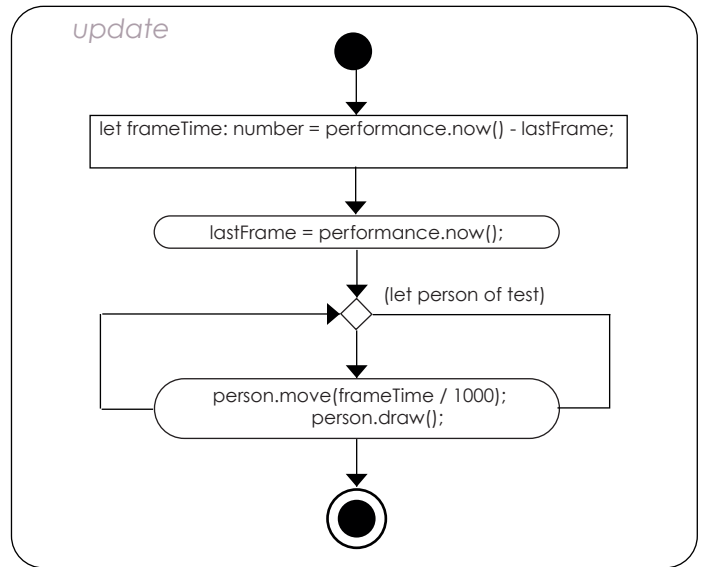 update
let frameTime: number = performance.now() - lastFrame;
lastFrame = performance.now();
(let person of test)
person.move(frameTime / 1000);
person.draw();